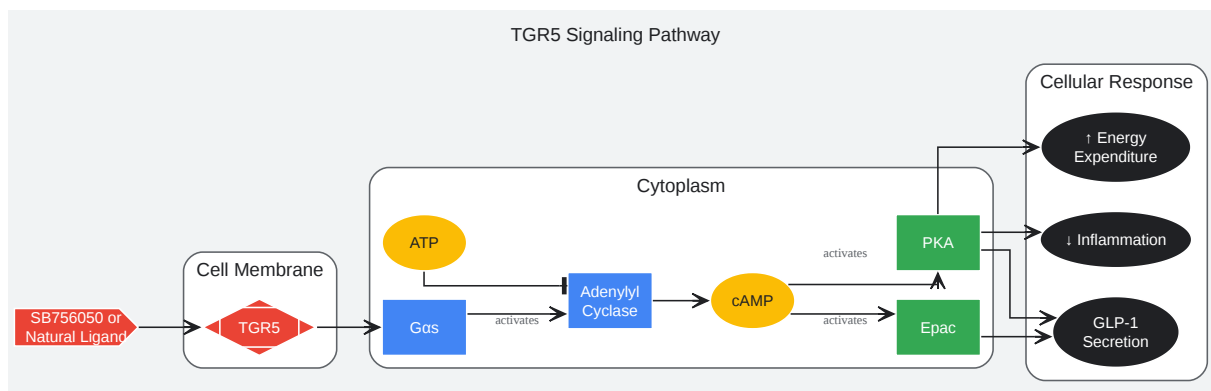 TGR5 Signaling Pathway
Cellular Response
↑ Energy
Expenditure
Cytoplasm
ATP
PKA
↓ Inflammation
activates
Cell Membrane
Adenylyl
Cyclase
cAMP
SB756050 or
Natural Ligand
TGR5
Gαs
activates
activates
Epac
GLP-1
Secretion